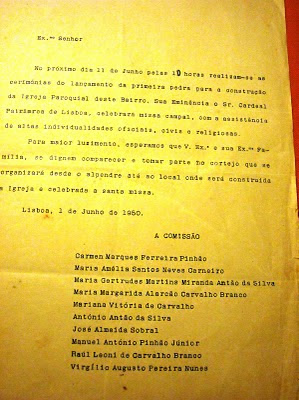 Ex.mo Senhor
No próximo dia 11 de Junho pelas 10 horas realizam-se as
cerimónias do lançamento da primeira pedra para a construção
da Igreja Paroquial deste Bairro. Sua Eminência o Sr. Cardeal
Patriarca de Lisboa, celebrará missa campal, com a assistência
de altas individualidades oficiais, civis e religiosas.
Para maior luzimento, esperamos que V. Ex.ª e sua Ex.ma Fa-
mília, se dignem comparecer e tomar parte no cortejo que se
organizará desde o alpendre até ao local onde será construida
a Igreja e celebrada a santa missa.
Lisboa, 1 de Junho de 1950.
A COMISSÃO
Carmen Marques Ferreira Pinhão
Maria Amélia Santos Neves Carneiro
Maria Gertrudes Martins Miranda Antão da Silva
Maria Margarida Alarcão Carvalho Branco
Mariana Vitória de Carvalho
António Antão da Silva
José Almeida Sobral
Manuel António Pinhão Júnior
Raúl Leoni de Carvalho Branco
Virgílio Augusto Pereira Nunes